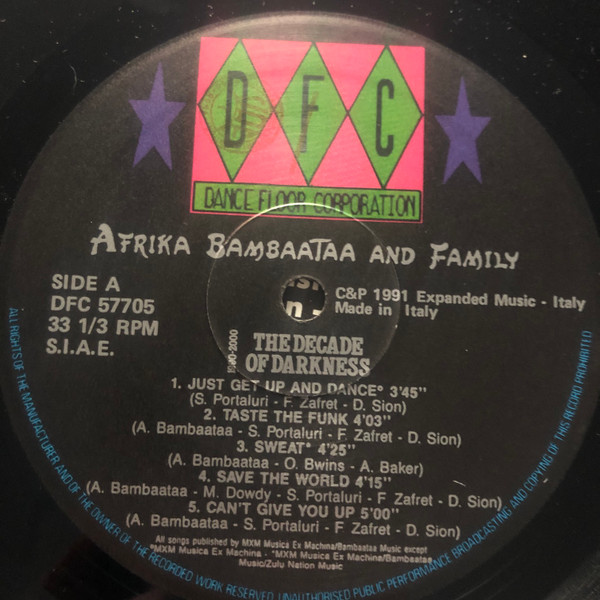 DFC
DANCE FLOOR CORPORATION
AFRIKA BAMBAATAA AND FAMILY
SIDE A
DFC 57705
33 1/3 RPM
S.I.A.E.
C&P 1991 Expanded Music - Italy
Made in Italy
1990-2000
THE DECADE
OF DARKNESS
1. JUST GET UP AND DANCE° 3'45"
(S. Portaluri - F. Zafret - D. Sion)
2. TASTE THE FUNK 4'03"
(A. Bambaataa - S. Portaluri - F. Zafret - D. Sion)
3. SWEAT* 4'25"
(A. Bambaataa - O. Bwins - A. Baker)
4. SAVE THE WORLD 4'15"
(A. Bambaataa - M. Dowdy - S. Portaluri - F. Zafret - D. Sion)
5. CAN'T GIVE YOU UP 5'00"
(A. Bambaataa - S. Portaluri - F. Zafret - D. Sion)
All songs published by MXM Musica Ex Machina/Bambaataa Music except
°MXM Musica Ex Machina - *MXM Musica Ex Machina/Bambaataa
Music/Zulu Nation Music
ALL RIGHTS OF THE MANUFACTURER AND OF THE OWNER OF THE RECORDED WORK RESERVED. UNAUTHORISED PUBLIC PERFORMANCE BROADCASTING AND COPYING OF THIS RECORD PROHIBITED